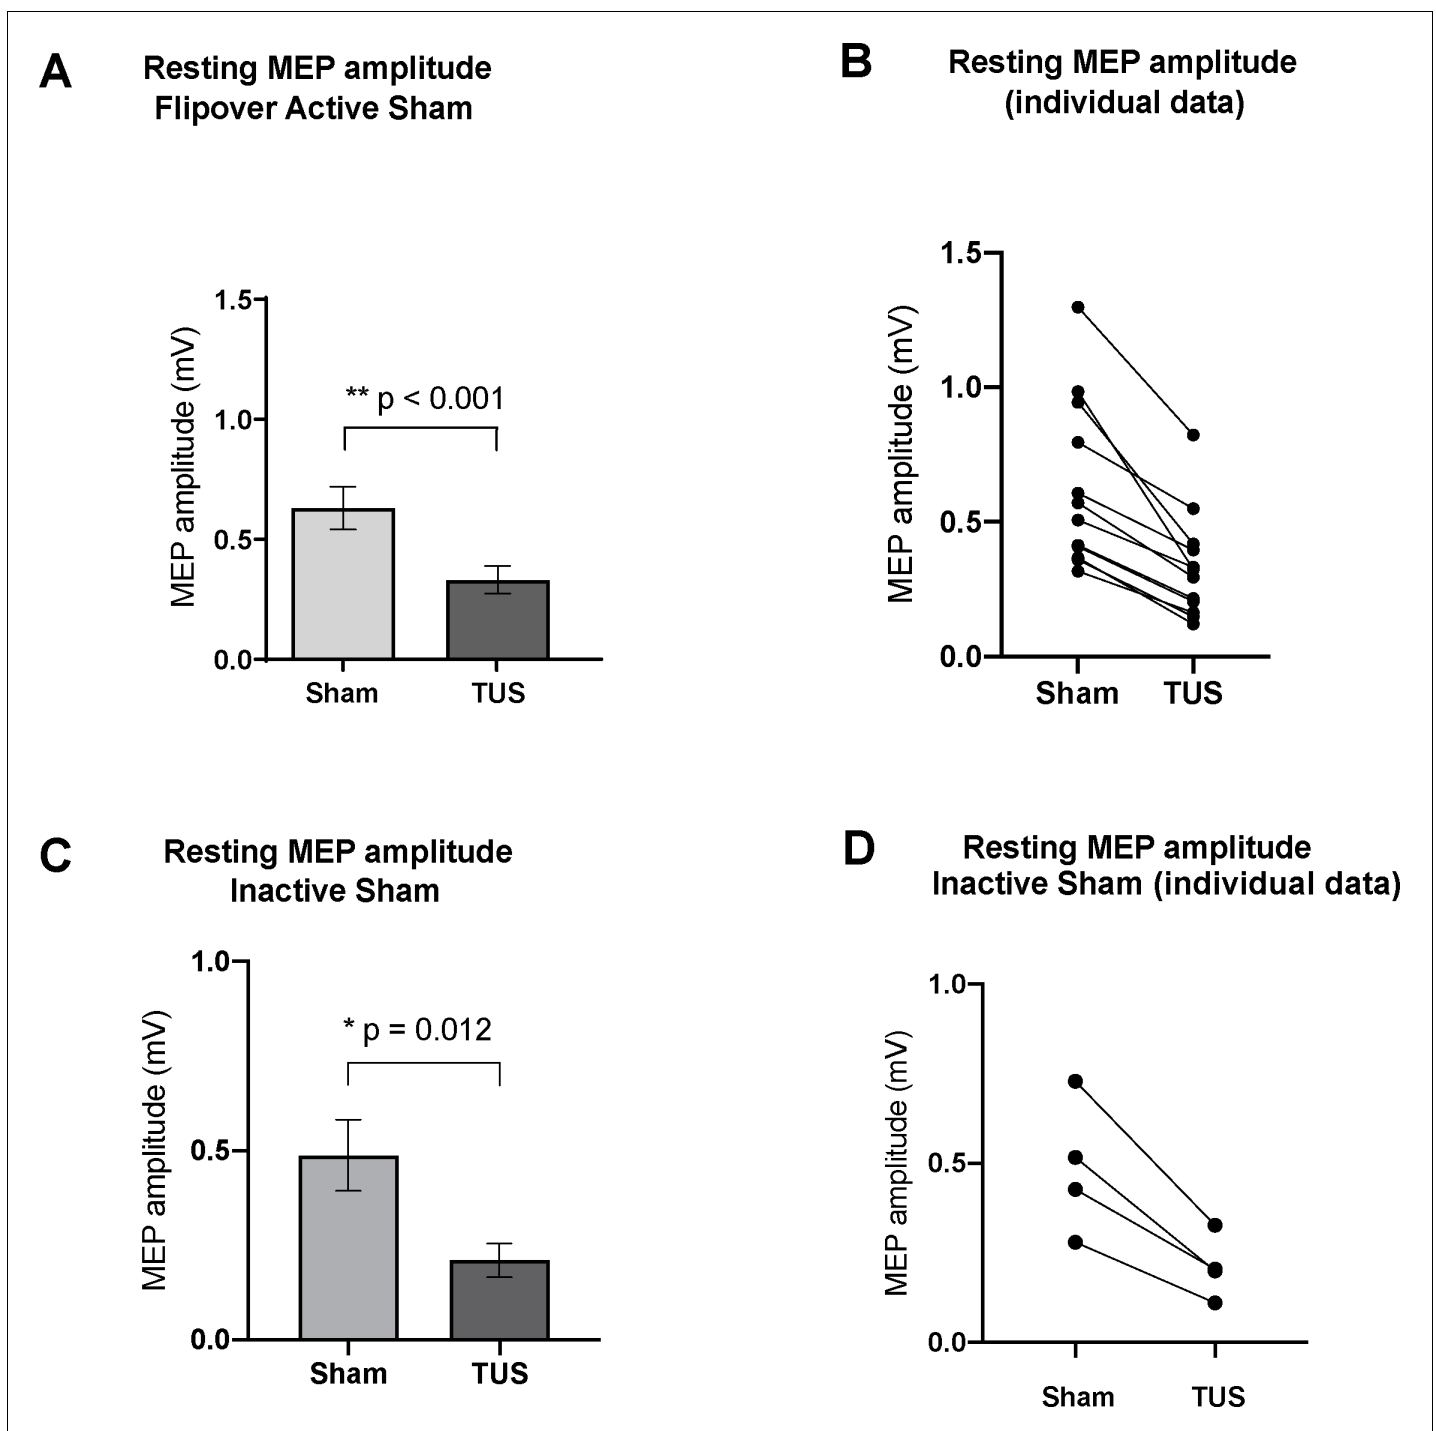 A
Resting MEP amplitude
Flipover Active Sham
MEP amplitude (mV)
1.5
1.0
0.5
0.0
** p < 0.001
Sham TUS
B
Resting MEP amplitude
(individual data)
MEP amplitude (mV)
1.5
1.0
0.5
0.0
Sham TUS
C
Resting MEP amplitude
Inactive Sham
MEP amplitude (mV)
1.0
0.5
0.0
* p = 0.012
Sham TUS
D
Resting MEP amplitude
Inactive Sham (individual data)
MEP amplitude (mV)
1.0
0.5
0.0
Sham TUS